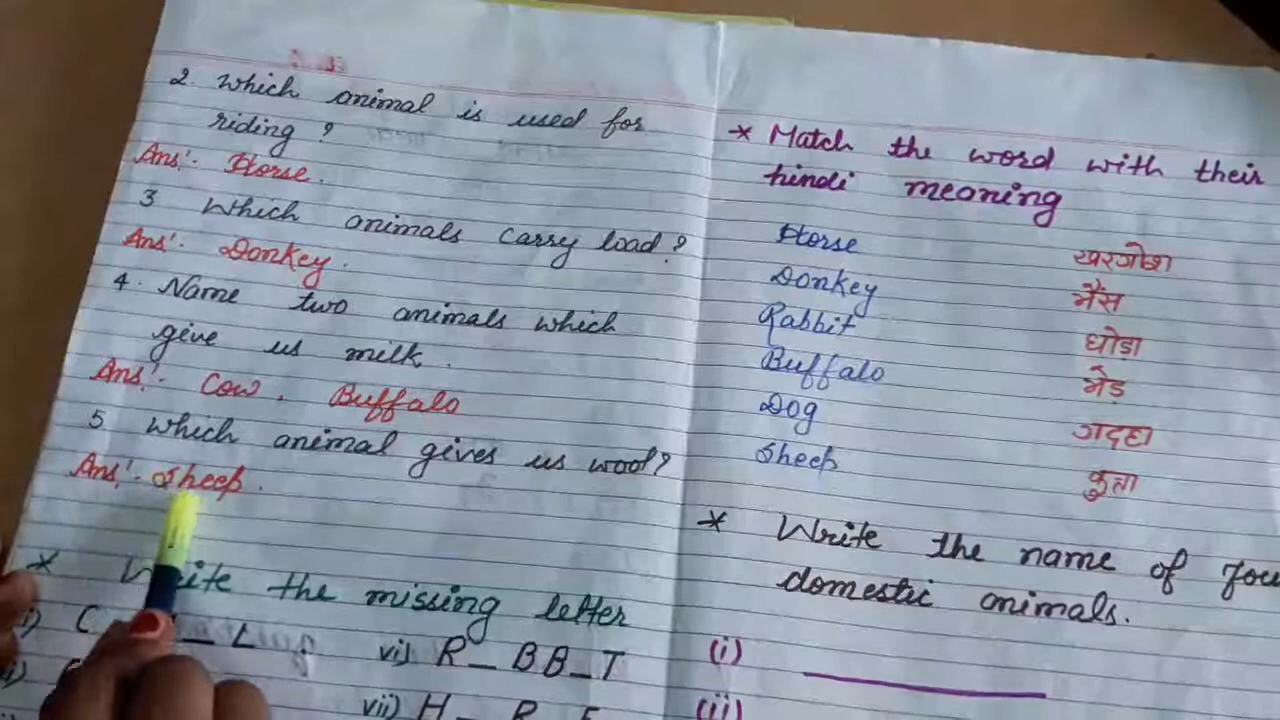 2. Which animal is used for
riding ?
Ans:- Horse.
3 Which animals carry load?
Ans:- Donkey.
4. Name two animals which
give us milk.
Ans:- Cow, Buffalo
5 Which animal gives us wool?
Ans:- Sheep.
* Write the missing letter
i) C
_ L
vi) R _ B B _ T
vii) H _ R
* Match the word with their
hindi meaning
Horse खरगोश
Donkey भैंस
Rabbit घोड़ा
Buffalo भेड़
Dog गदहा
Sheep कुत्ता
* Write the name of
domestic animals.
(i)
(ii)